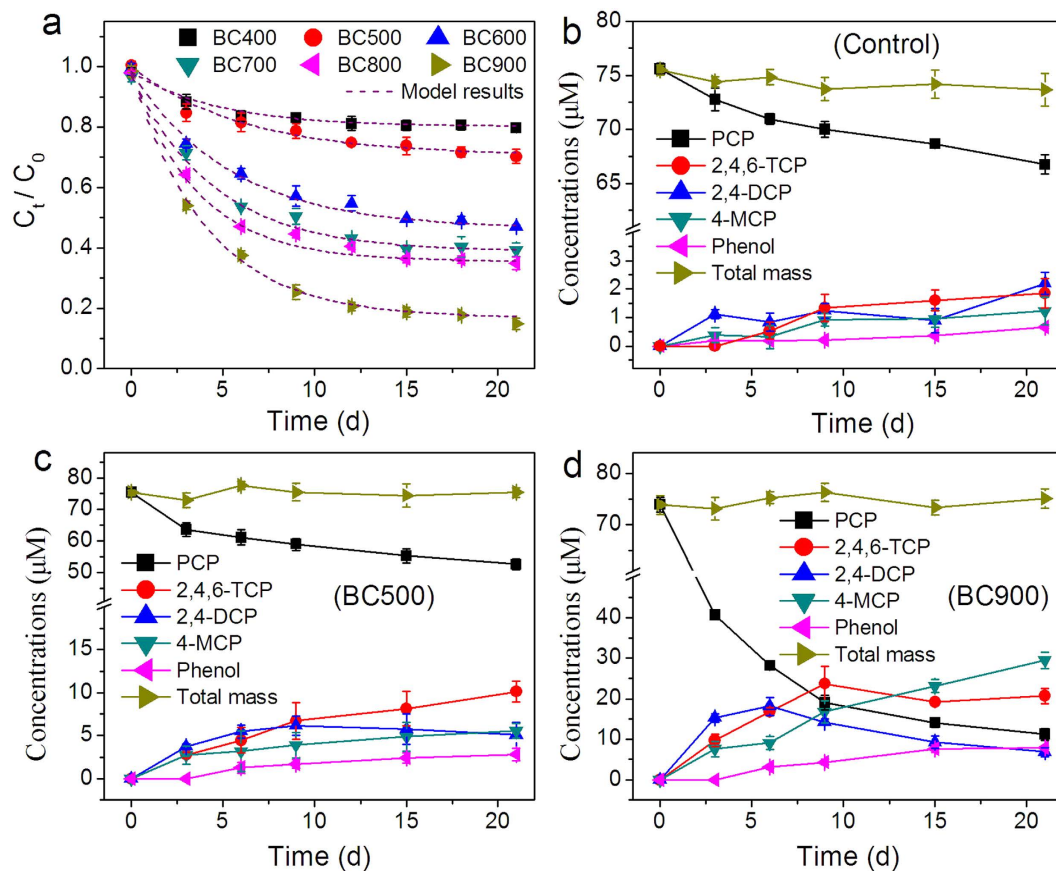 a
BC400 BC500 BC600
BC700 BC800 BC900
Model results
1.0
0.8
0.6
0.4
0.2
0.0
C_t / C_0
0 5 10 15 20
Time (d)
b
(Control)
80
75
70
65
3
2
1
0
Concentrations (µM)
PCP
2,4,6-TCP
2,4-DCP
4-MCP
Phenol
Total mass
0 5 10 15 20
Time (d)
c
(BC500)
90
80
70
60
50
15
10
5
0
Concentrations (µM)
PCP
2,4,6-TCP
2,4-DCP
4-MCP
Phenol
Total mass
0 5 10 15 20
Time (d)
d
(BC900)
80
70
40
30
20
10
0
Concentrations (µM)
PCP
2,4,6-TCP
2,4-DCP
4-MCP
Phenol
Total mass
0 5 10 15 20
Time (d)